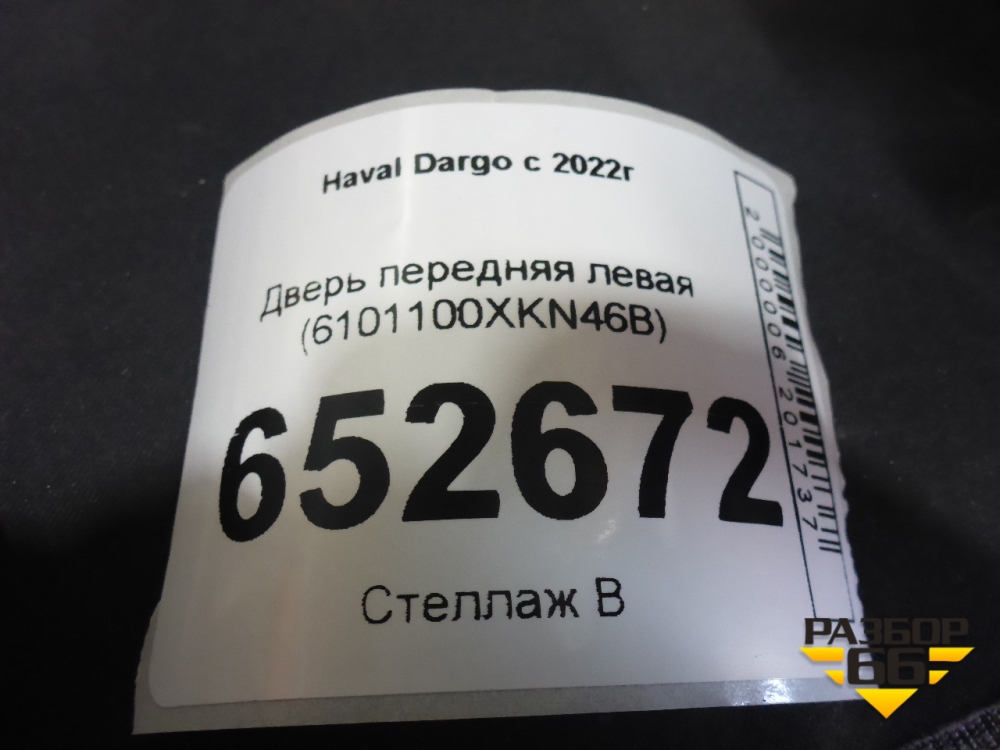 Haval Dargo с 2022г
Дверь передняя левая
(6101100XKN46B)
652672
Стеллаж В
2000006201737
РАЗБОР
66